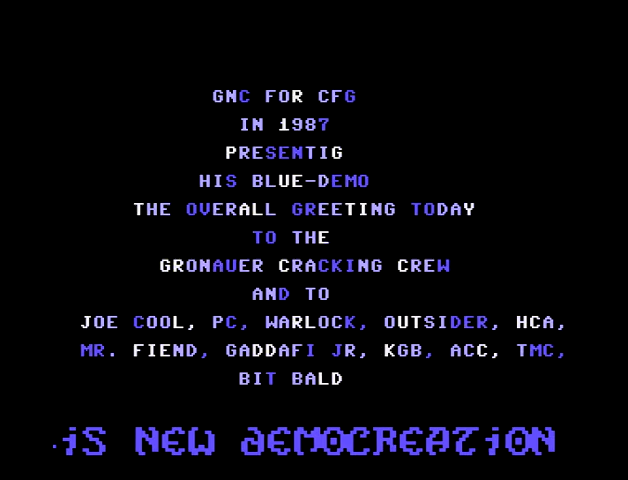 GNC FOR CFG
IN 1987
PRESENTIG
HIS BLUE-DEMO
THE OVERALL GREETING TODAY
TO THE
GRONAUER CRACKING CREW
AND TO
JOE COOL, PC, WARLOCK, OUTSIDER, HCA,
MR. FIEND, GADDAFI JR, KGB, ACC, TMC,
BIT BALD
iS NEW DEMOCREATiON